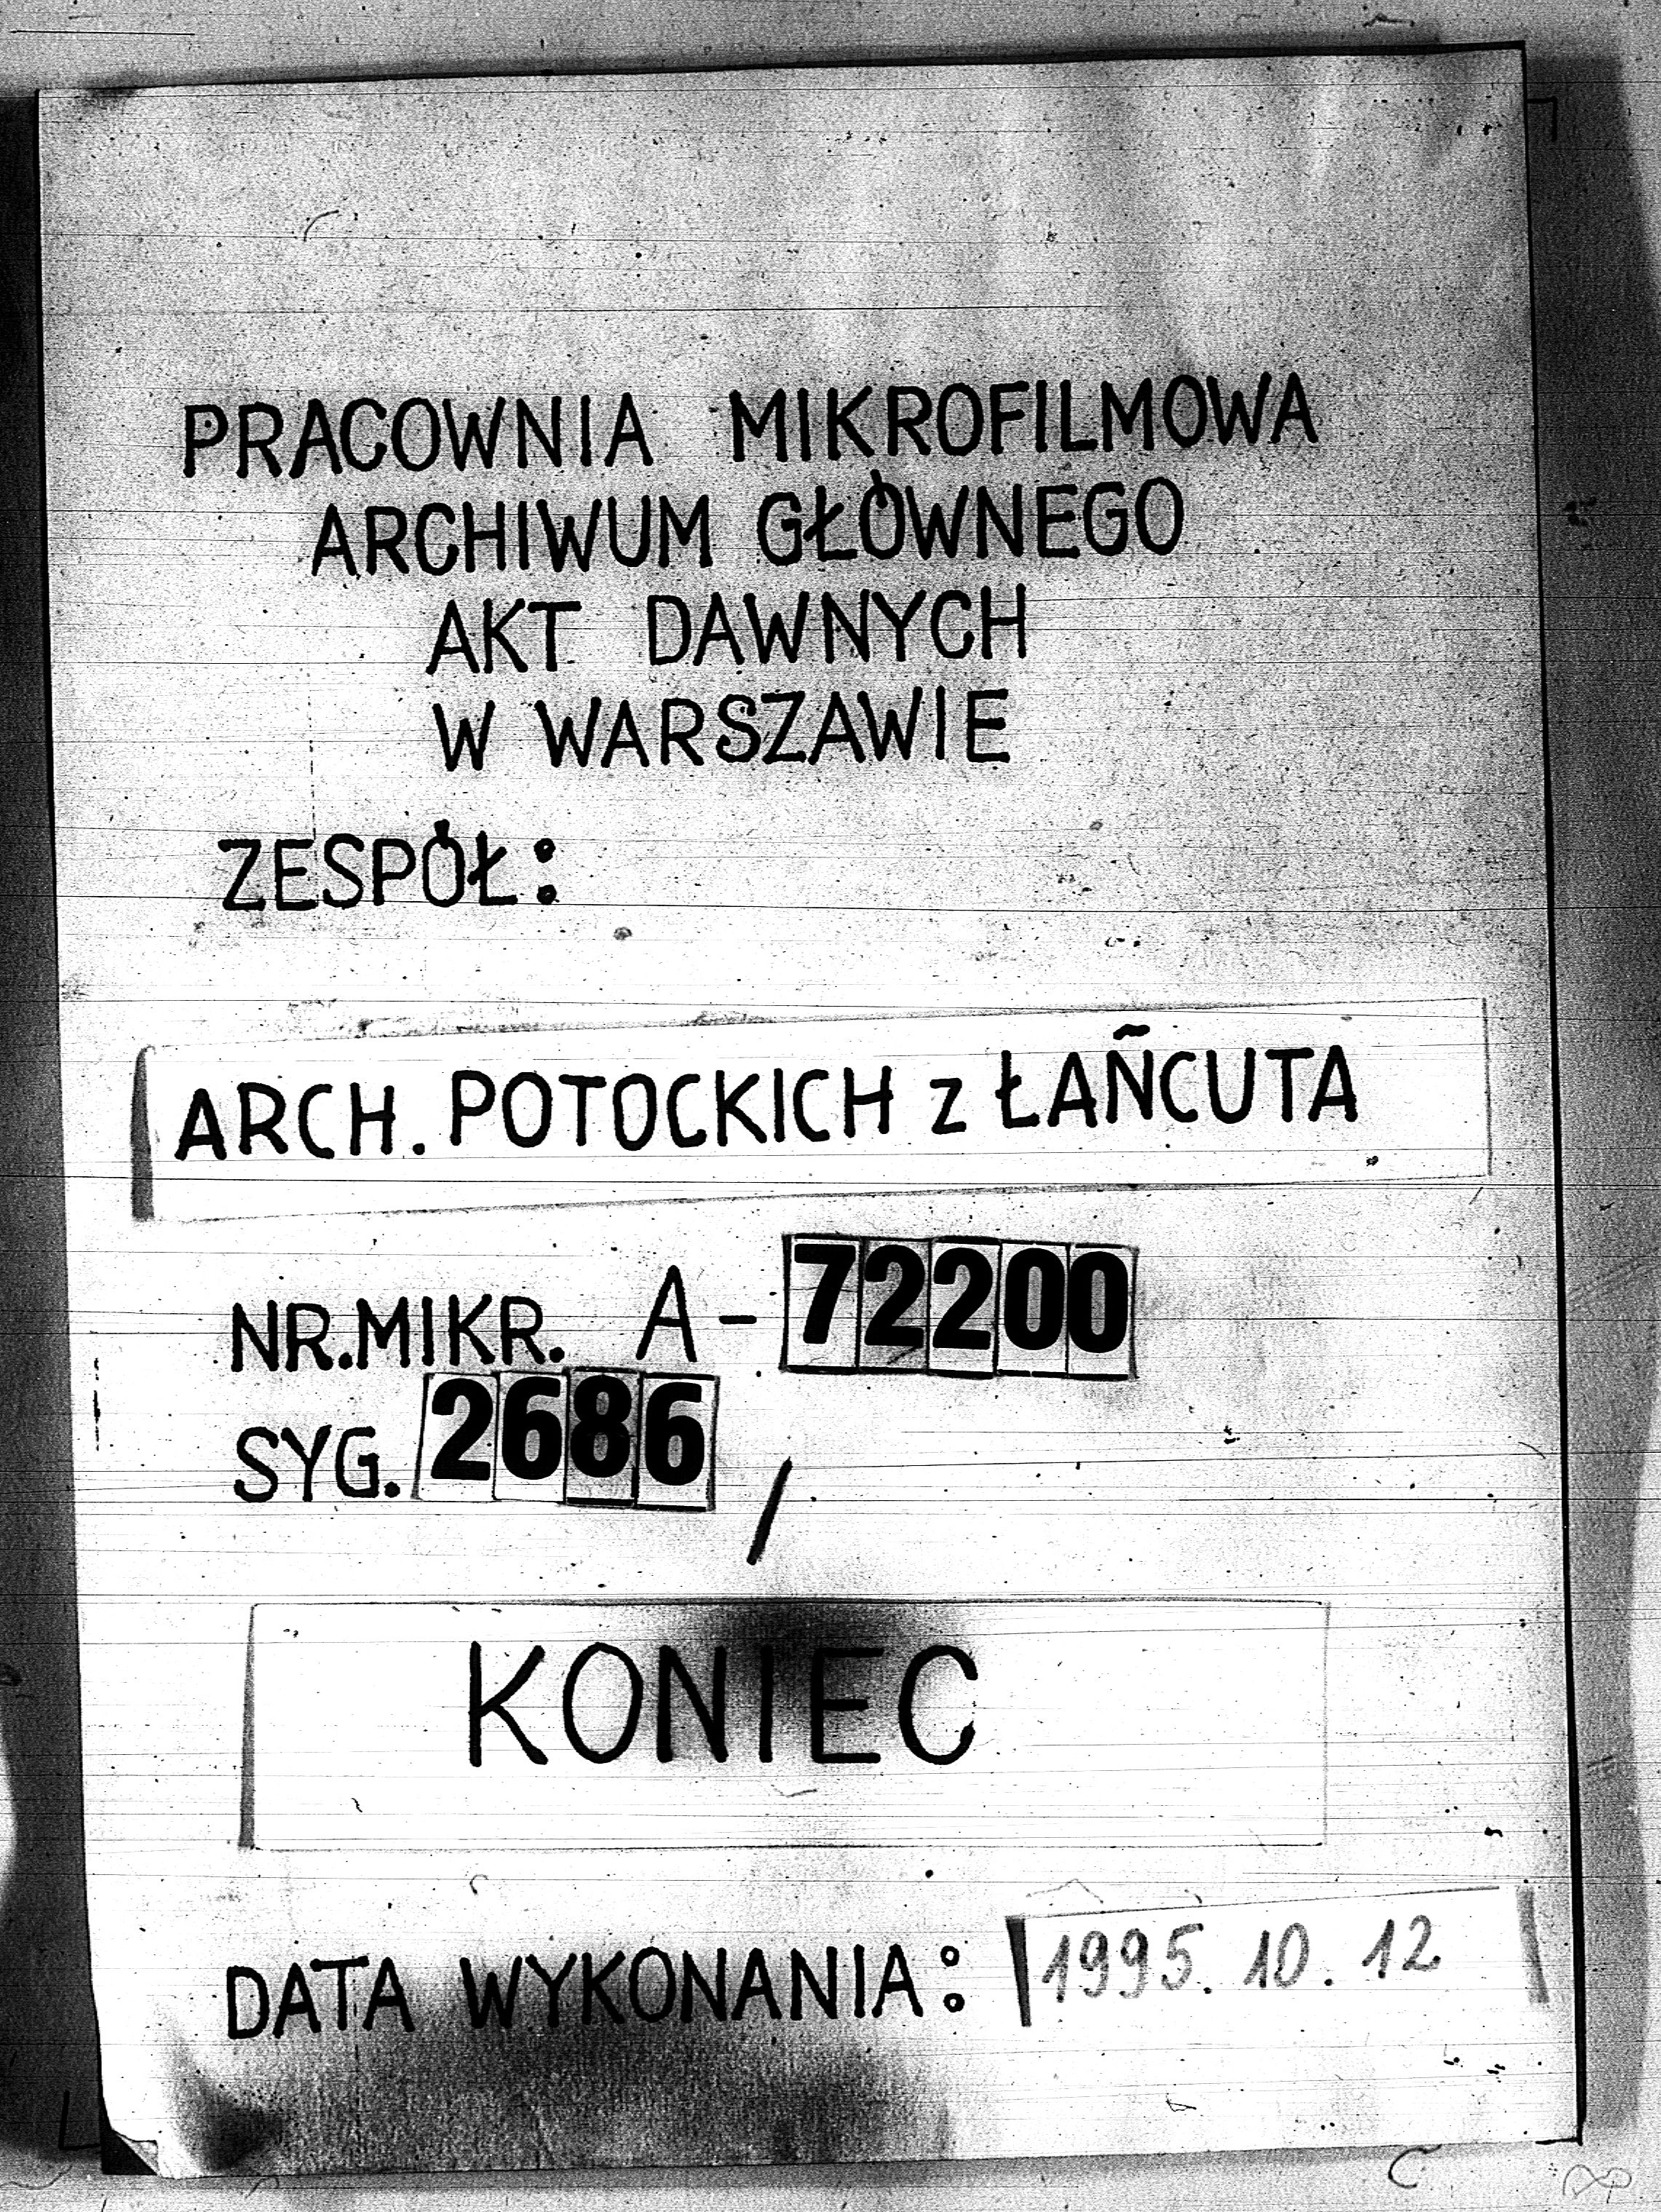 PRACOWNIA MIKROFILMOWA
ARCHIWUM GŁÓWNEGO
AKT DAWNYCH
W WARSZAWIE
ZESPÓŁ:
ARCH. POTOCKICH z ŁAÑCUTA
NR.MIKR. A-72200
SYG. 2686 /
KONIEC
DATA WYKONANIA: 1995.10.12